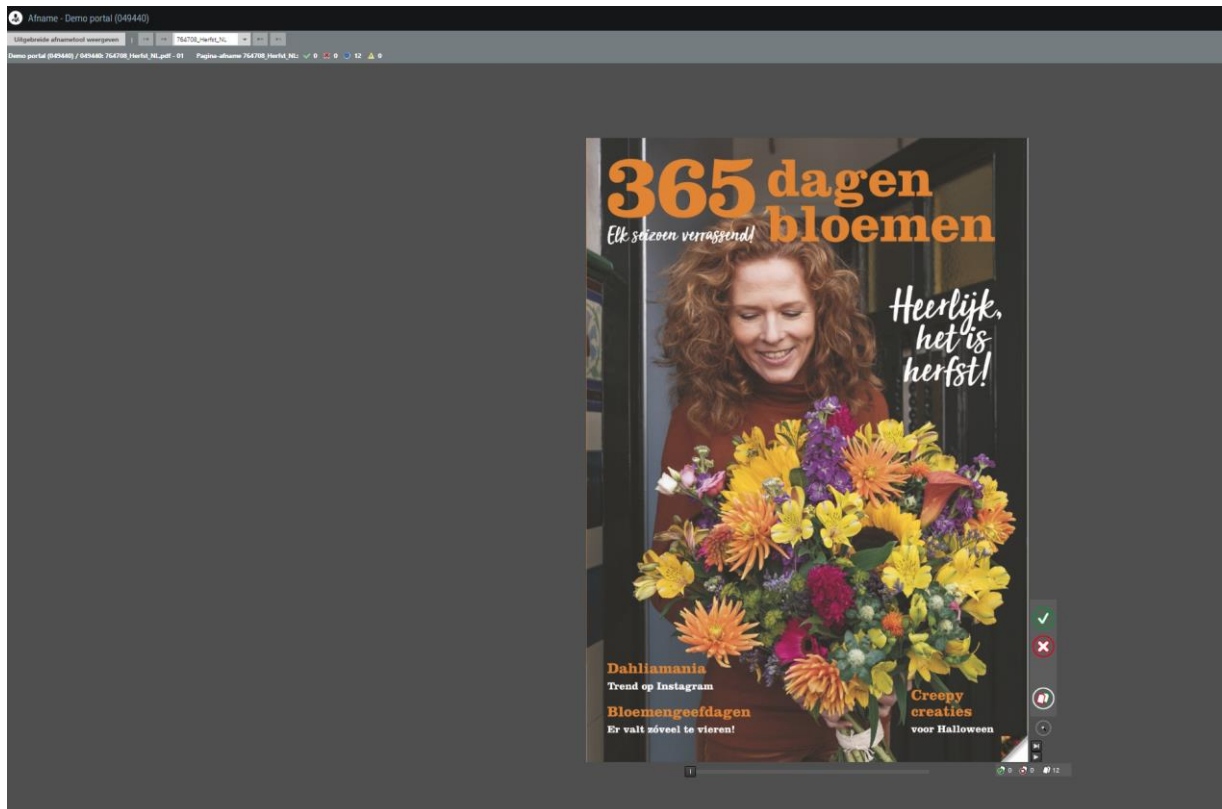 Afname - Demo portal (049440)
Uitgebreide afnametool weergeven
764708_Herfst_NL
Demo portal (049440) / 049440: 764708_Herfst_NL.pdf - 01 Pagina-afname 764708_Herfst_NL: 0 0 12 0
365 dagen
bloemen
Elk seizoen verrassend!
Heerlijk,
het is
herfst!
Dahliamania
Trend op Instagram
Bloemengeefdagen
Er valt zóveel te vieren!
Creepy
creaties
voor Halloween
1
0 0 12